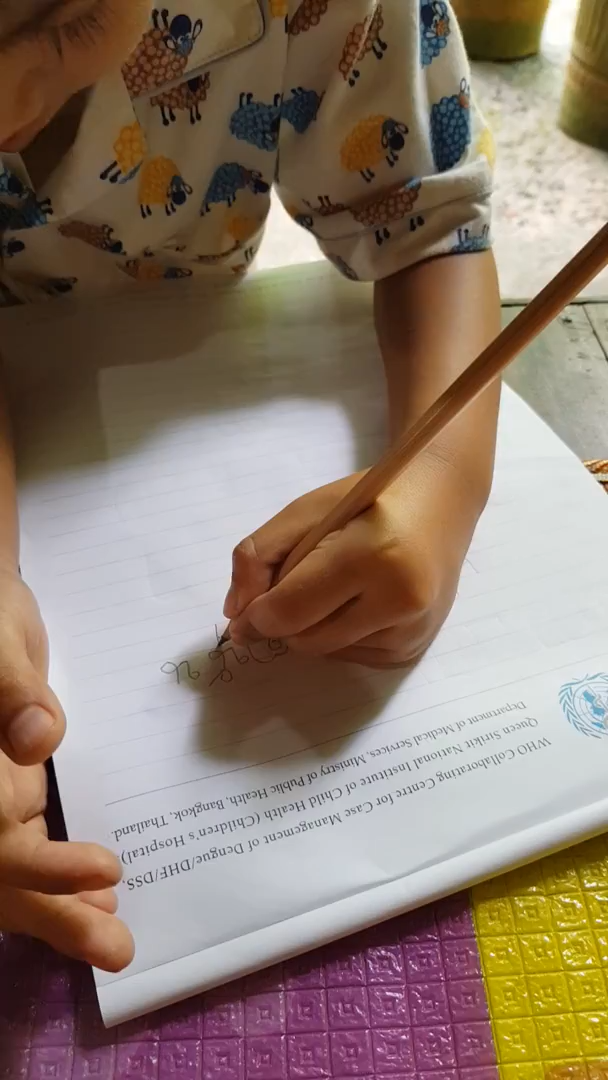 WHO Collaborating Centre for Case Management of Dengue/DHF/DSS,
Queen Sirikit National Institute of Child Health (Children's Hospital)
Department of Medical Services, Ministry of Public Health, Bangkok, Thailand.